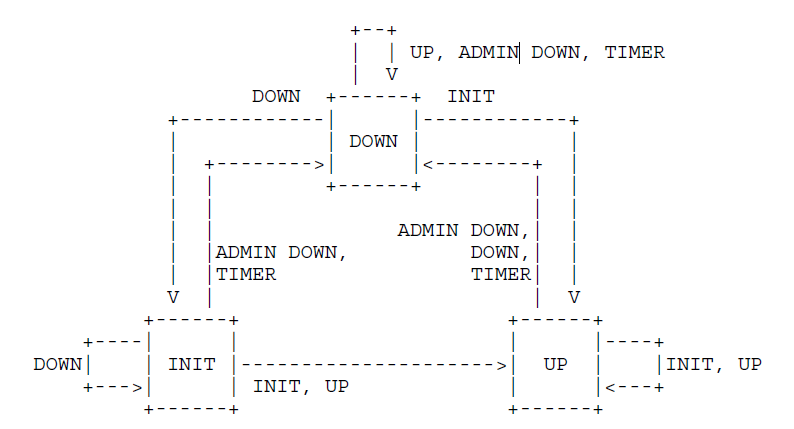 UP, ADMIN DOWN, TIMER
DOWN INIT
DOWN
ADMIN DOWN,
ADMIN DOWN, DOWN,
TIMER TIMER
DOWN INIT UP INIT, UP
INIT, UP